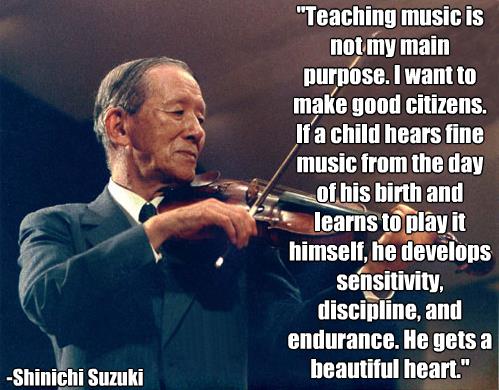 "Teaching music is
not my main
purpose. I want to
make good citizens.
If a child hears fine
music from the day
of his birth and
learns to play it
himself, he develops
sensitivity,
discipline, and
endurance. He gets a
beautiful heart."
-Shinichi Suzuki